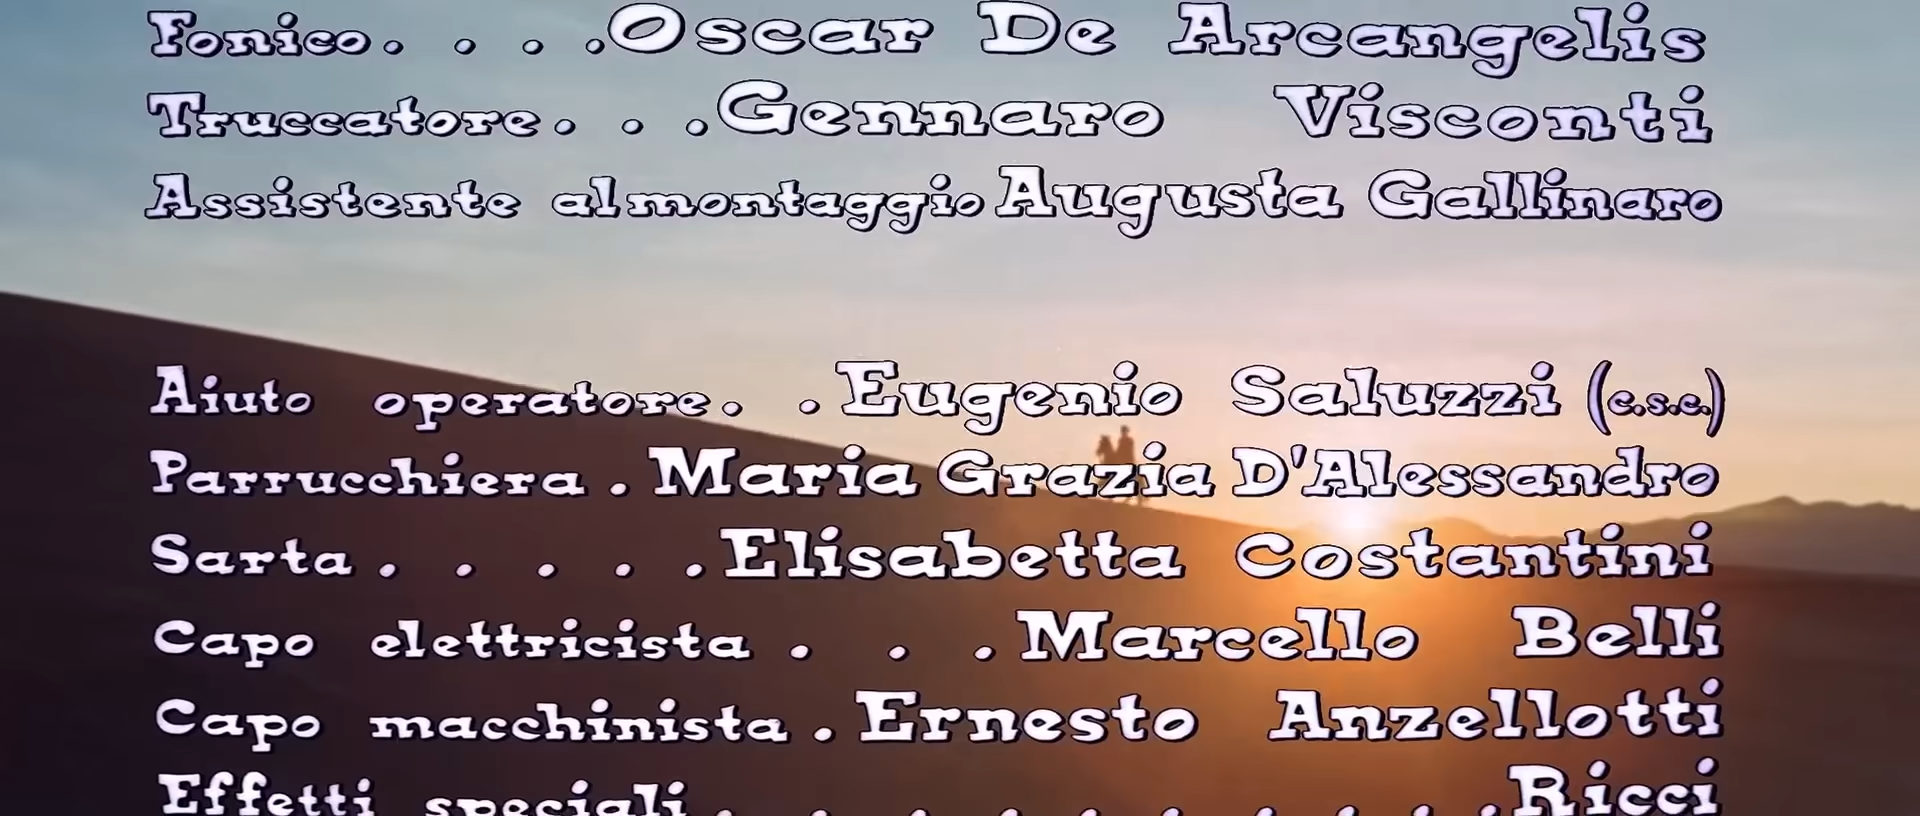 Fonico. . . .Oscar De Arcangelis
Truccatore. . .Gennaro Visconti
Assistente al montaggio Augusta Gallinaro
Aiuto operatore. .Eugenio Saluzzi (c.s.c.)
Parrucchiera .Maria Grazia D'Alessandro
Sarta . . . . .Elisabetta Costantini
Capo elettricista . . .Marcello Belli
Capo macchinista .Ernesto Anzellotti
Effetti speciali. . . . . . . . . .Ricci